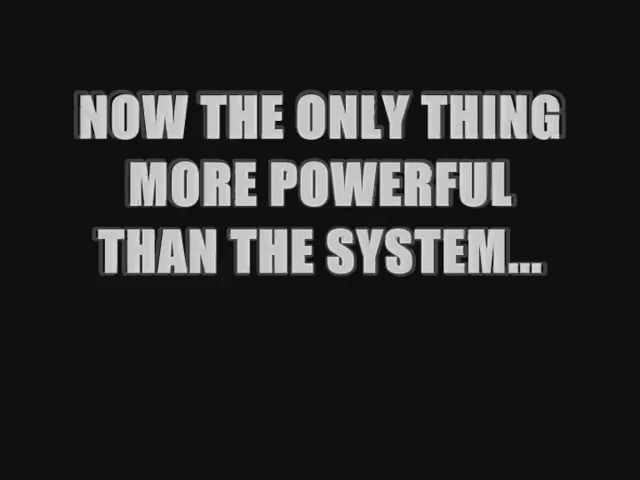 NOW THE ONLY THING
MORE POWERFUL
THAN THE SYSTEM...